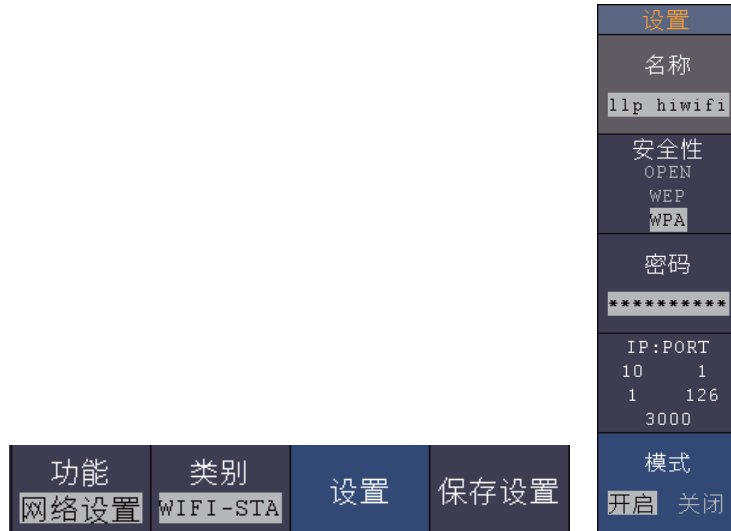 设置
名称
llp hiwifi
安全性
OPEN
WEP
WPA
密码
**********
IP:PORT
10 1
1 126
3000
模式
开启 关闭
功能 类别
网络设置 WIFI-STA 设置 保存设置